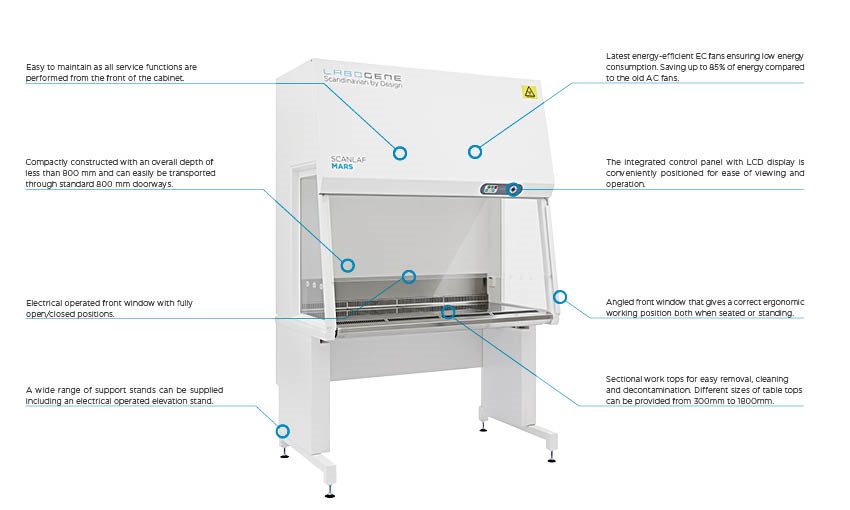 Easy to maintain as all service functions are
performed from the front of the cabinet.
Compactly constructed with an overall depth of
less than 800 mm and can easily be transported
through standard 800 mm doorways.
Electrical operated front window with fully
open/closed positions.
A wide range of support stands can be supplied
including an electrical operated elevation stand.
LABOGENE
Scandinavian by Design
SCANLAF
MARS
Latest energy-efficient EC fans ensuring low energy
consumption. Saving up to 85% of energy compared
to the old AC fans.
The integrated control panel with LCD display is
conveniently positioned for ease of viewing and
operation.
Angled front window that gives a correct ergonomic
working position both when seated or standing.
Sectional work tops for easy removal, cleaning
and decontamination. Different sizes of table tops
can be provided from 300mm to 1800mm.